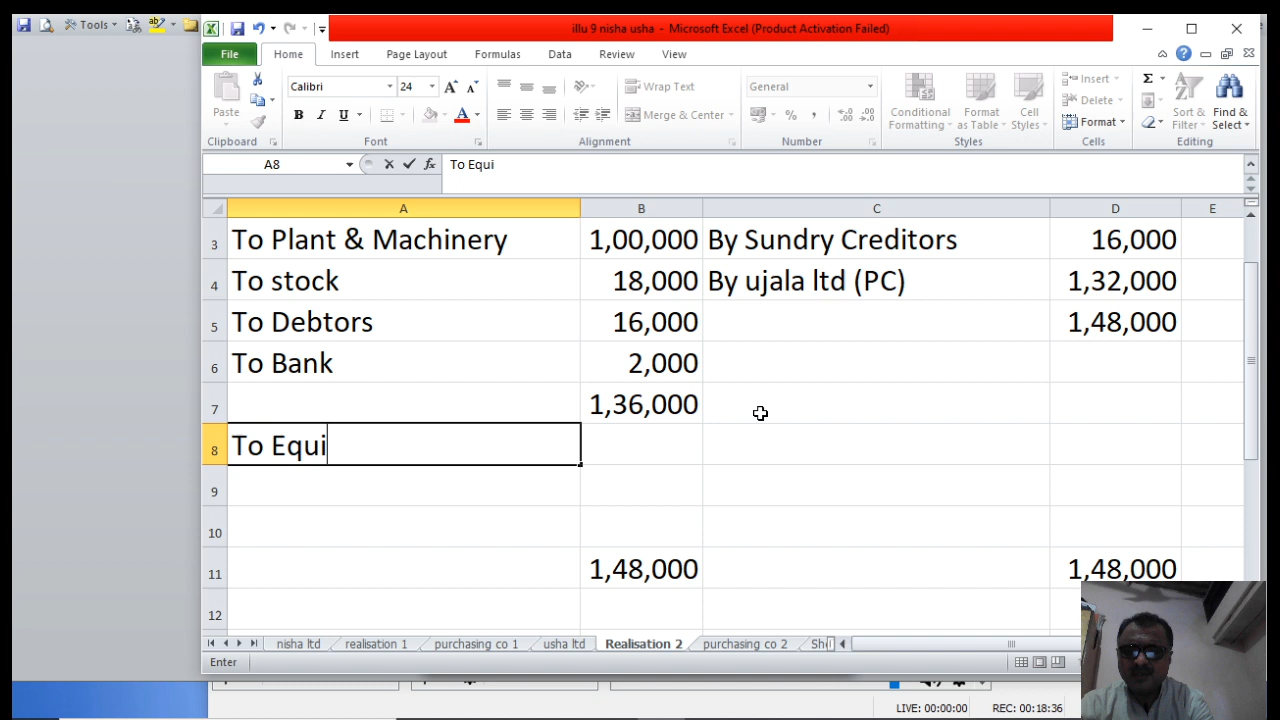 Tools
illu 9 nisha usha - Microsoft Excel (Product Activation Failed)
File Home Insert Page Layout Formulas Data Review View
Paste
Calibri 24
B I U A
Wrap Text
Merge & Center
General
% ,
Conditional Formatting
Format as Table
Cell Styles
Insert
Delete
Format
Σ
Sort & Filter
Find & Select
Clipboard Font Alignment Number Styles Cells Editing
A8 fx To Equi
A B C D E
3 To Plant & Machinery 1,00,000 By Sundry Creditors 16,000
4 To stock 18,000 By ujala ltd (PC) 1,32,000
5 To Debtors 16,000 1,48,000
6 To Bank 2,000
7 1,36,000
8 To Equi
9
10
11 1,48,000 1,48,000
12
nisha ltd realisation 1 purchasing co 1 usha ltd Realisation 2 purchasing co 2
Enter
LIVE: 00:00:00 REC: 00:18:36